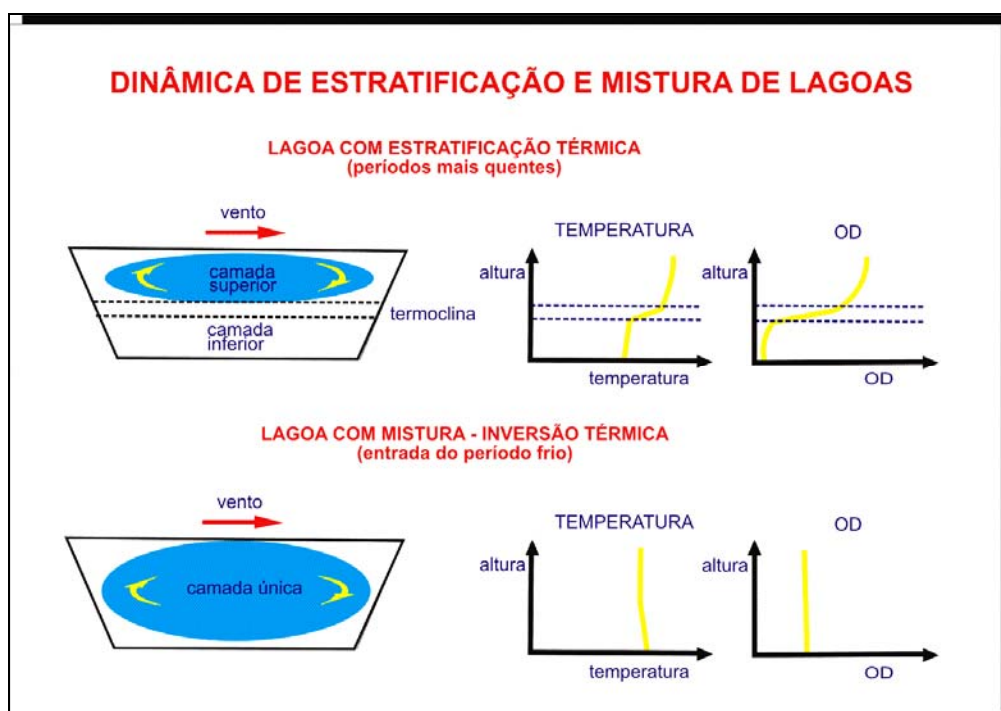 DINÂMICA DE ESTRATIFICAÇÃO E MISTURA DE LAGOAS
LAGOA COM ESTRATIFICAÇÃO TÉRMICA
(períodos mais quentes)
vento
camada
superior
termoclina
camada
inferior
TEMPERATURA
altura
temperatura
OD
altura
OD
LAGOA COM MISTURA - INVERSÃO TÉRMICA
(entrada do período frio)
vento
camada única
TEMPERATURA
altura
temperatura
OD
altura
OD